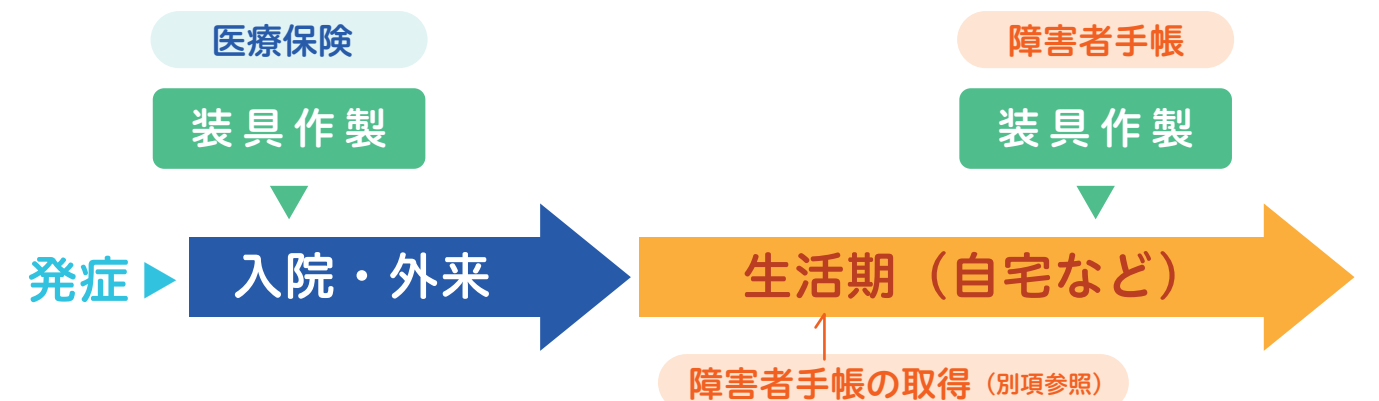 医療保険
障害者手帳
装具作製
装具作製
発症
入院・外来
生活期（自宅など）
障害者手帳の取得（別項参照）